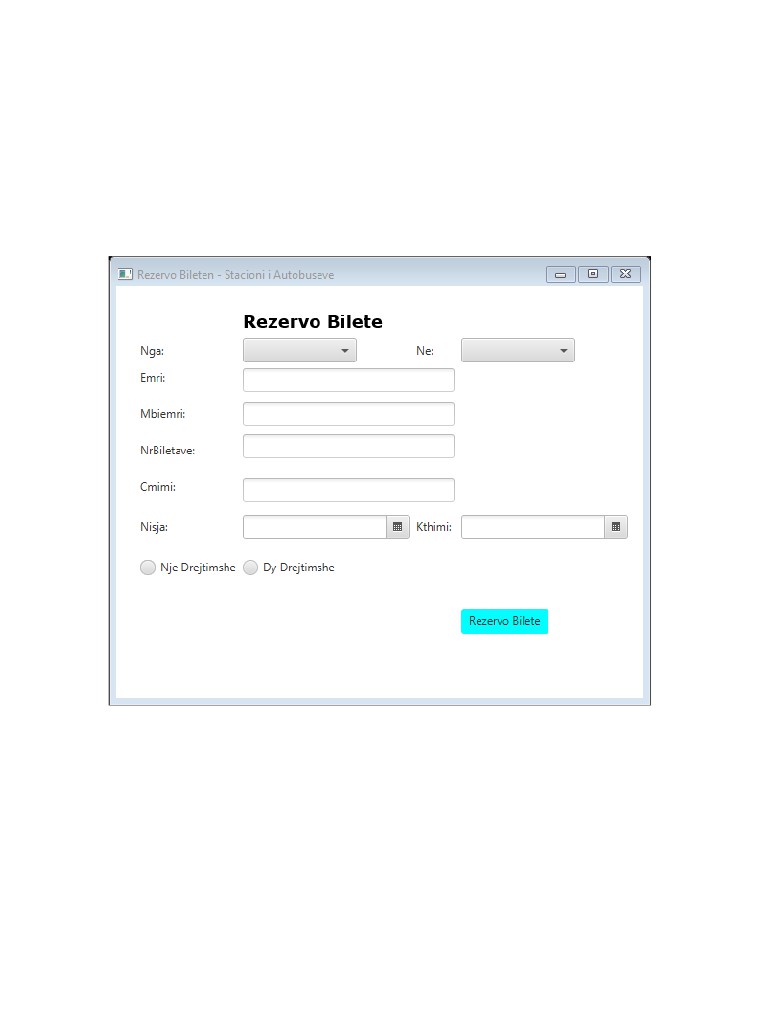 Rezervo Bileten - Stacioni i Autobuseve
Rezervo Bilete
Nga: Ne:
Emri:
Mbiemri:
NrBiletave:
Cmimi:
Nisja: Kthimi:
Nje Drejtimshe Dy Drejtimshe
Rezervo Bilete